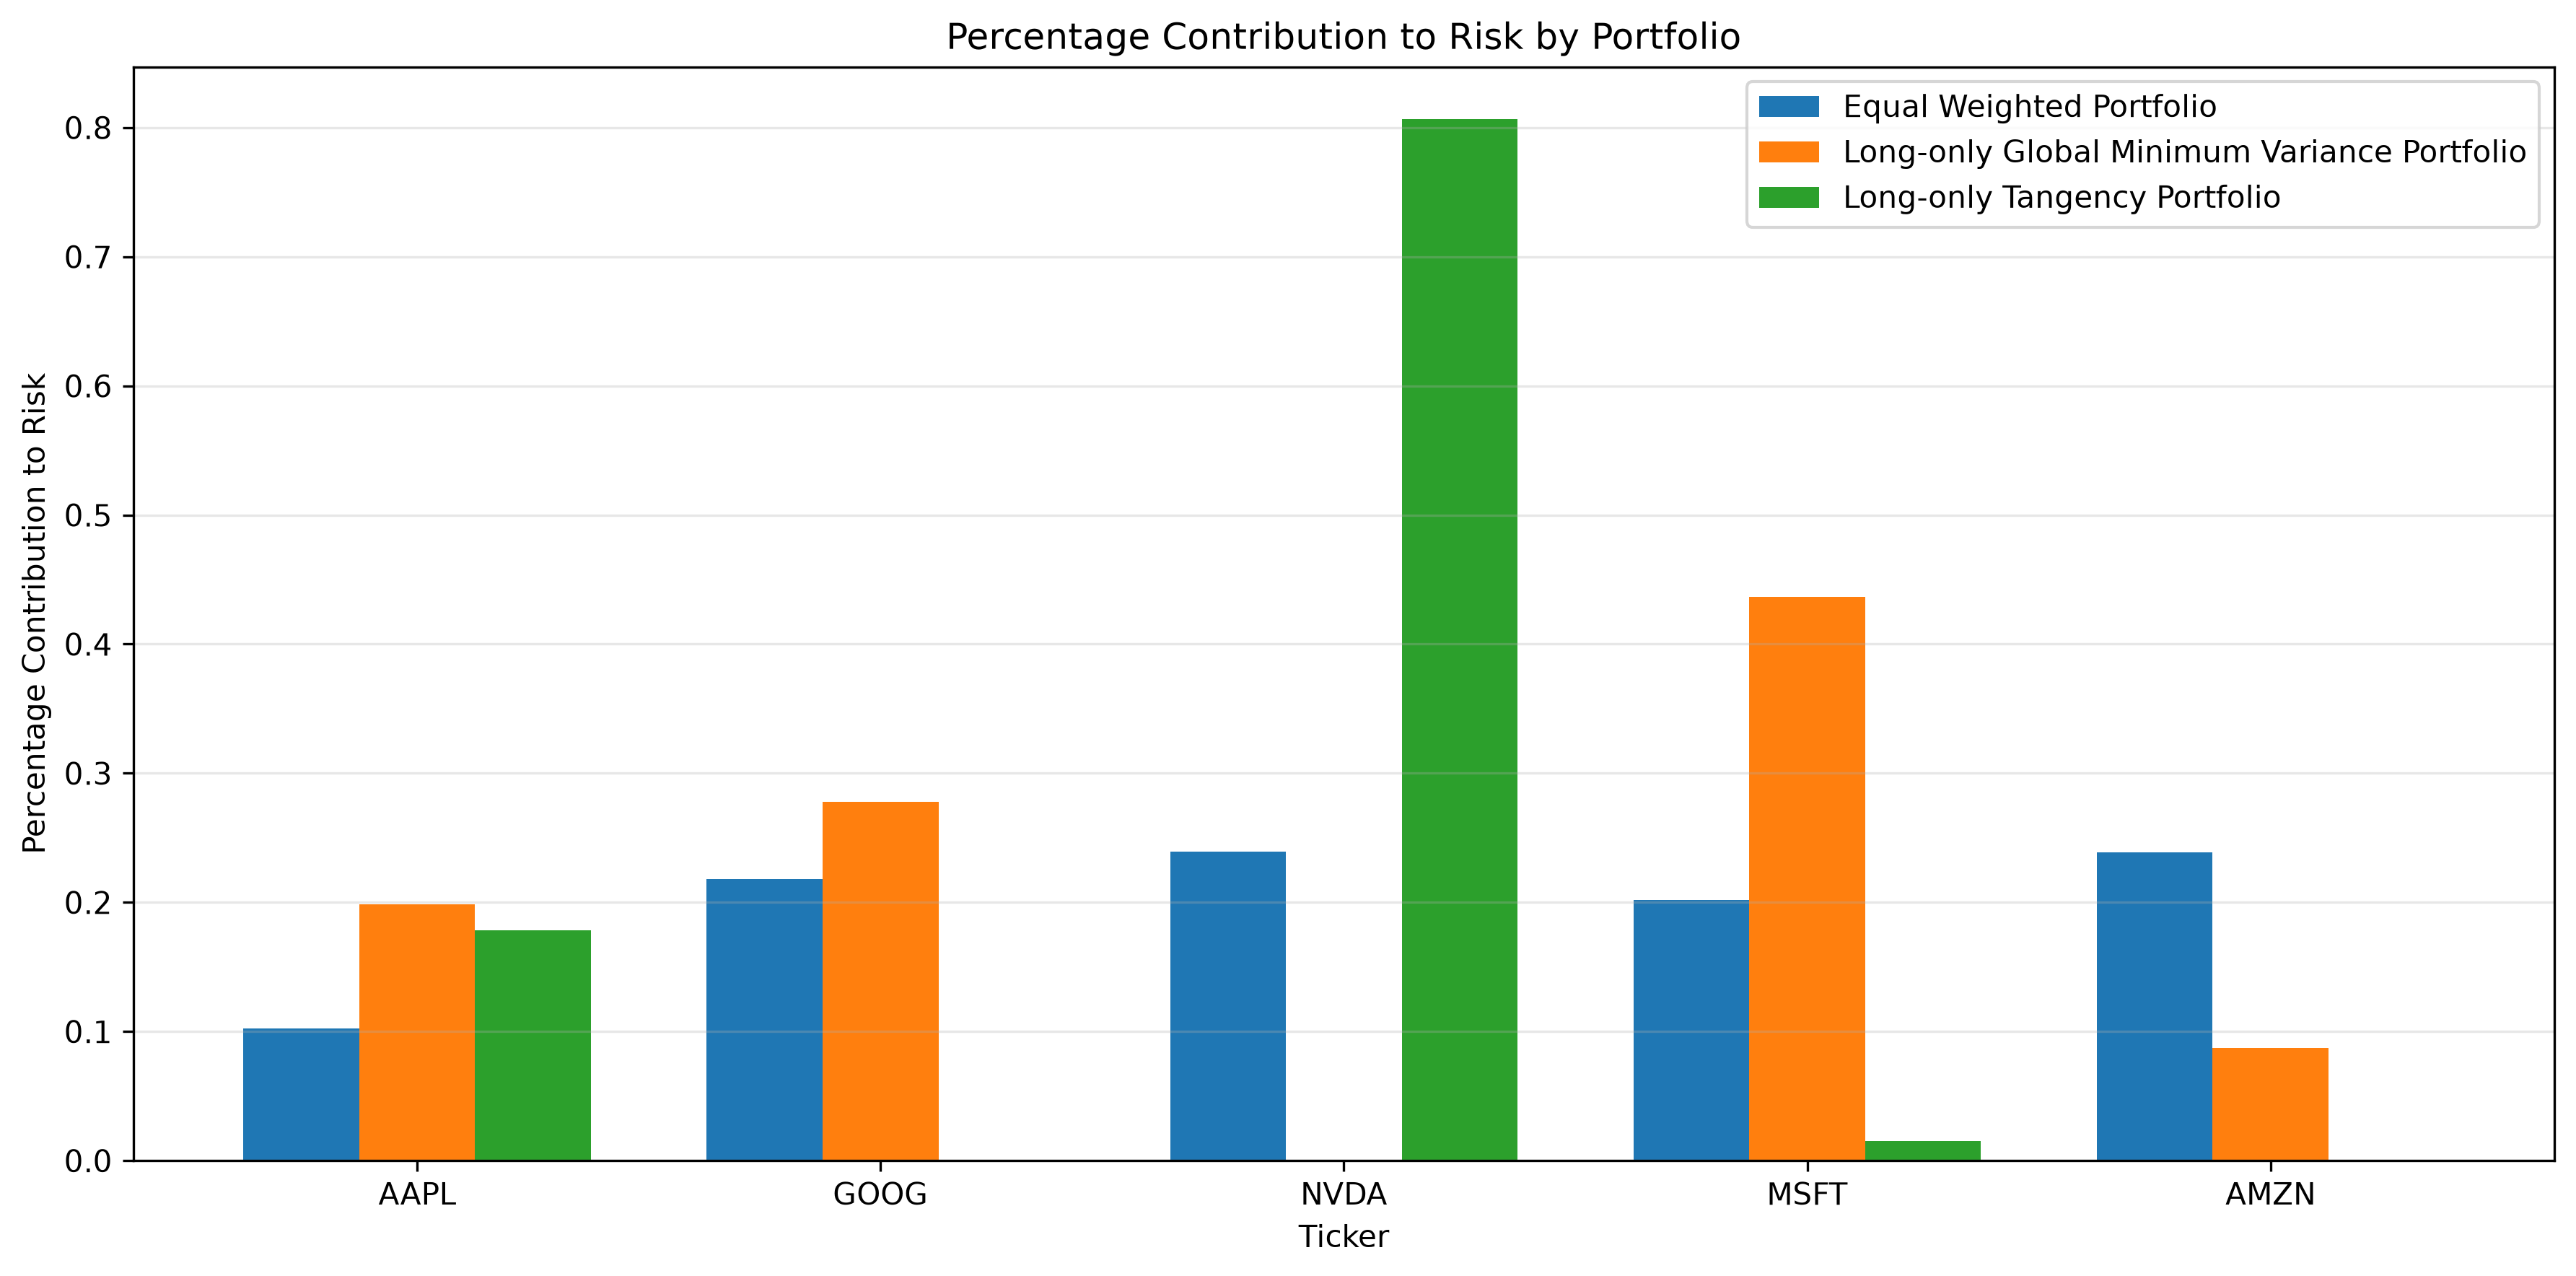 Percentage Contribution to Risk by Portfolio
Equal Weighted Portfolio
Long-only Global Minimum Variance Portfolio
Long-only Tangency Portfolio
Percentage Contribution to Risk
0.8
0.7
0.6
0.5
0.4
0.3
0.2
0.1
0.0
AAPL GOOG NVDA MSFT AMZN
Ticker